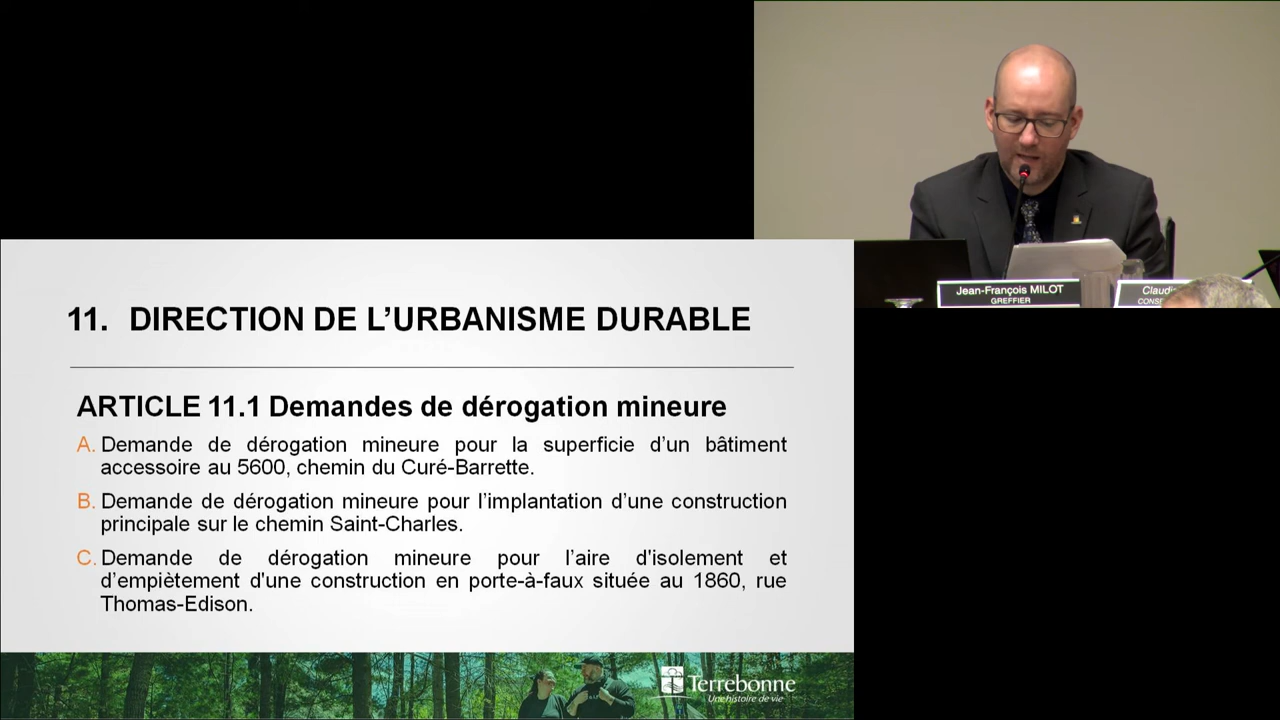 Jean-François MILOT
GREFFIER
11. DIRECTION DE L’URBANISME DURABLE
ARTICLE 11.1 Demandes de dérogation mineure
A. Demande de dérogation mineure pour la superficie d’un bâtiment
accessoire au 5600, chemin du Curé-Barrette.
B. Demande de dérogation mineure pour l’implantation d’une construction
principale sur le chemin Saint-Charles.
C. Demande de dérogation mineure pour l’aire d'isolement et
d’empiètement d'une construction en porte-à-faux située au 1860, rue
Thomas-Edison.
Terrebonne
Une histoire de vie